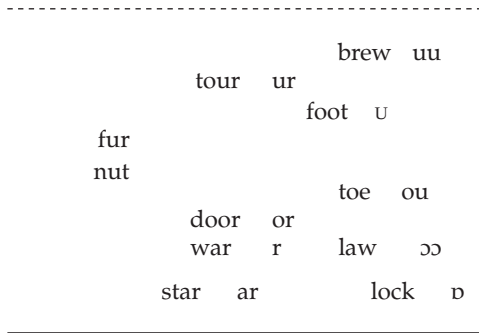 brew uu
tour ur
foot U
fur
nut
toe ou
door or
war r law ɔɔ
star ar lock ɒ